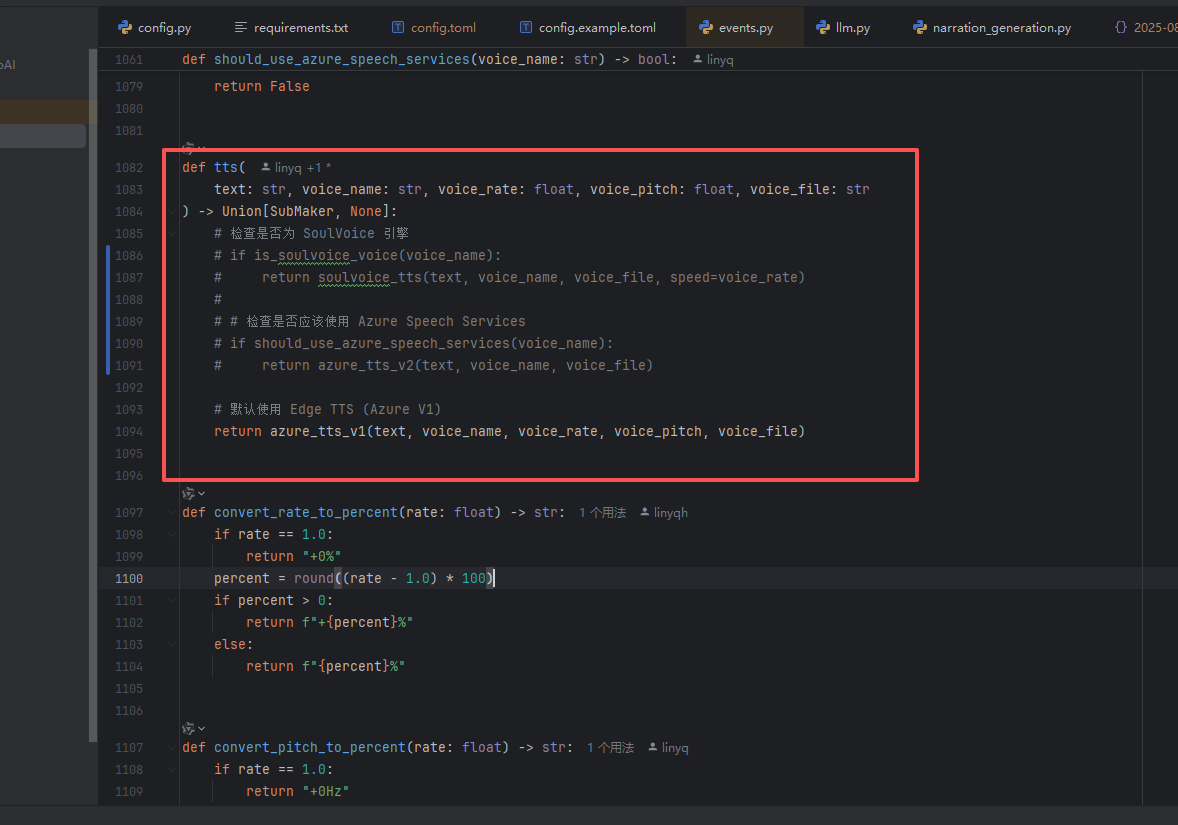 config.py requirements.txt config.toml config.example.toml events.py llm.py narration_generation.py 2025-08
oAI
1061 def should_use_azure_speech_services(voice_name: str) -> bool: linyq
1079 return False
1080
1081
1082 def tts( linyq +1 *
1083 text: str, voice_name: str, voice_rate: float, voice_pitch: float, voice_file: str
1084 ) -> Union[SubMaker, None]:
1085 # 检查是否为 SoulVoice 引擎
1086 # if is_soulvoice_voice(voice_name):
1087 # return soulvoice_tts(text, voice_name, voice_file, speed=voice_rate)
1088 #
1089 # # 检查是否应该使用 Azure Speech Services
1090 # if should_use_azure_speech_services(voice_name):
1091 # return azure_tts_v2(text, voice_name, voice_file)
1092
1093 # 默认使用 Edge TTS (Azure V1)
1094 return azure_tts_v1(text, voice_name, voice_rate, voice_pitch, voice_file)
1095
1096
1097 def convert_rate_to_percent(rate: float) -> str: 1 个用法 linyqh
1098 if rate == 1.0:
1099 return "+0%"
1100 percent = round((rate - 1.0) * 100)
1101 if percent > 0:
1102 return f"+{percent}%"
1103 else:
1104 return f"{percent}%"
1105
1106
1107 def convert_pitch_to_percent(rate: float) -> str: 1 个用法 linyq
1108 if rate == 1.0:
1109 return "+0Hz"